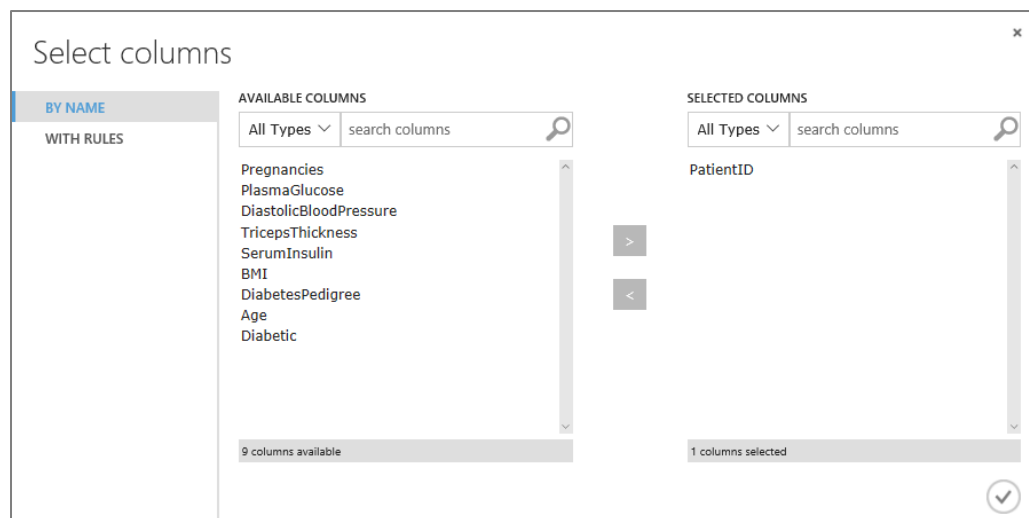 Select columns
BY NAME
WITH RULES
AVAILABLE COLUMNS
All Types
search columns
Pregnancies
PlasmaGlucose
DiastolicBloodPressure
TricepsThickness
SerumInsulin
BMI
DiabetesPedigree
Age
Diabetic
9 columns available
>
<
SELECTED COLUMNS
All Types
search columns
PatientID
1 columns selected